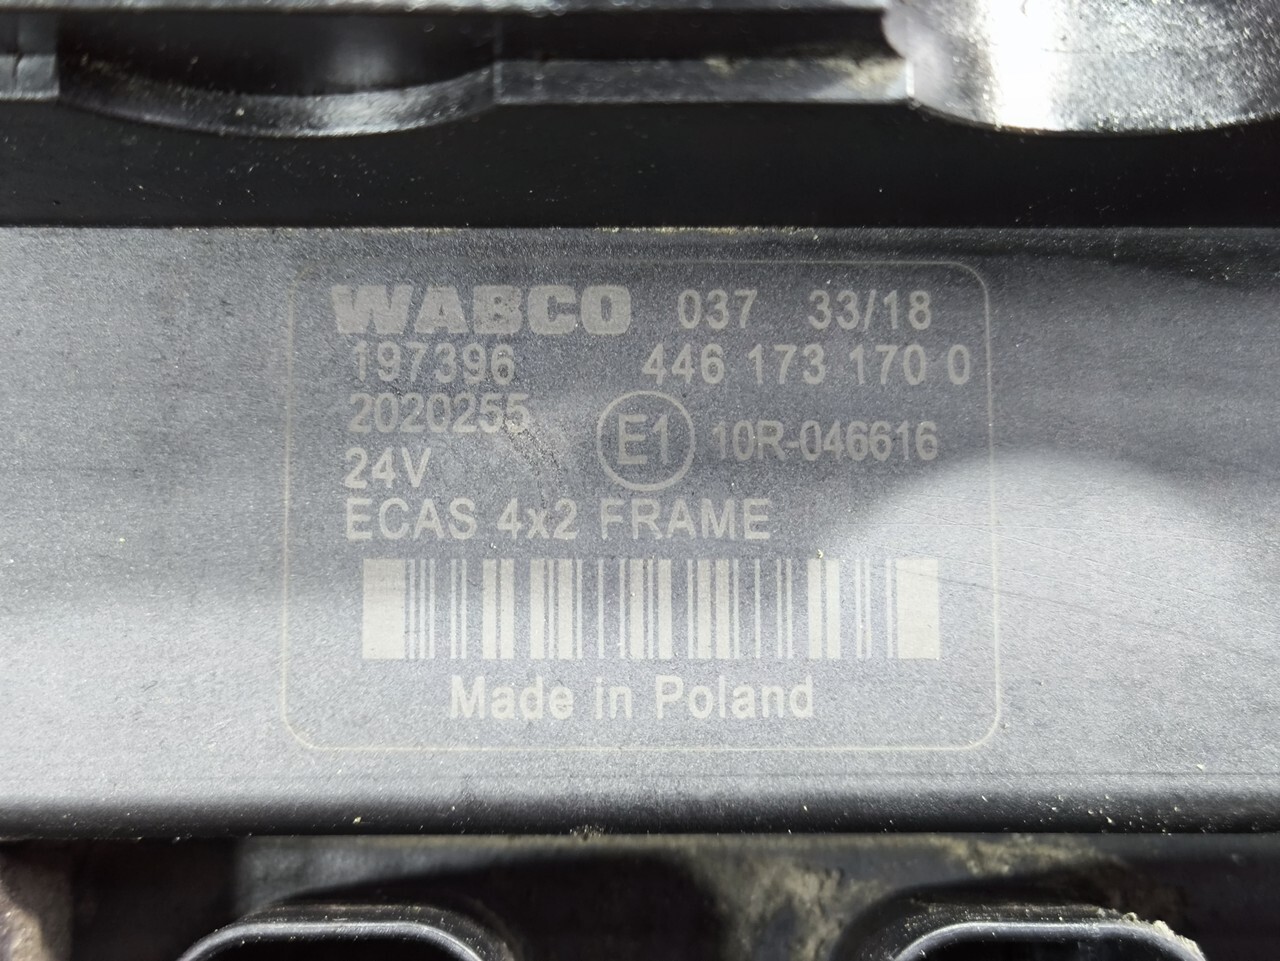 WABCO 037 33/18
197396 446 173 170 0
2020255
E1 10R-046616
24V
ECAS 4x2 FRAME
Made in Poland